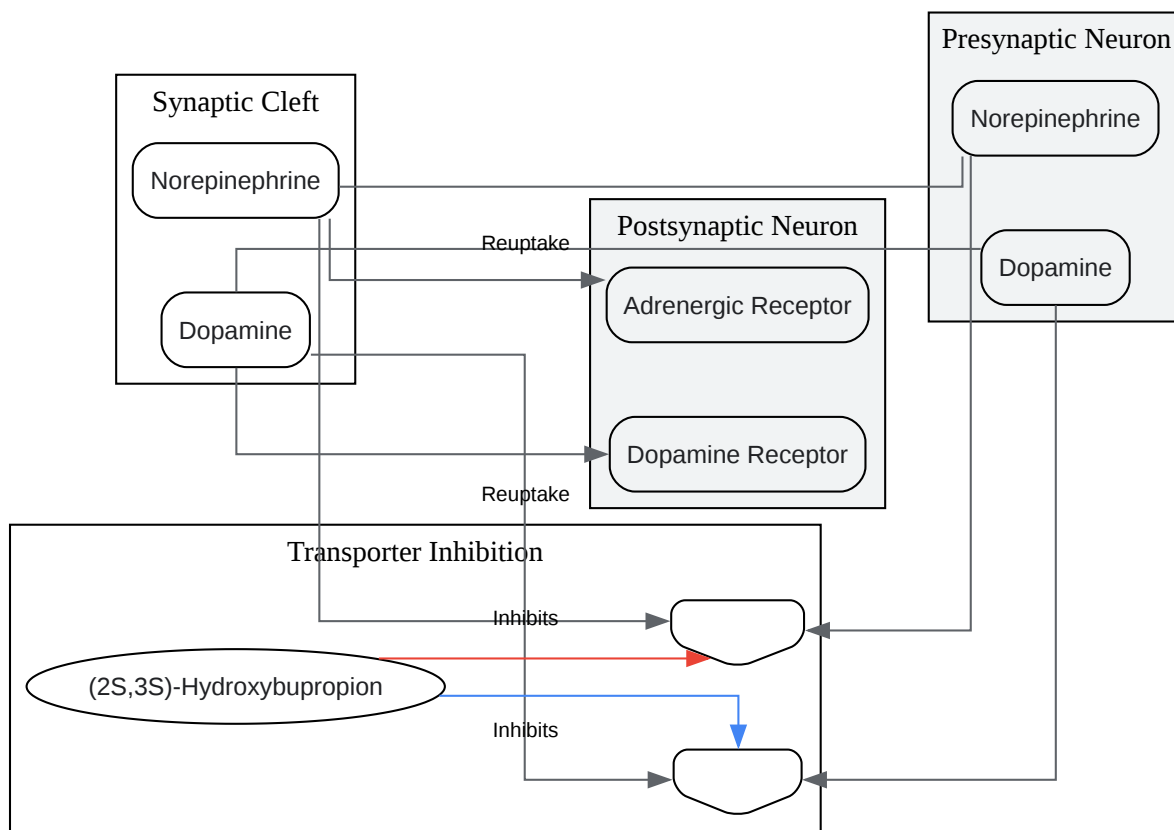 Presynaptic Neuron
Norepinephrine
Dopamine
Synaptic Cleft
Norepinephrine
Dopamine
Postsynaptic Neuron
Reuptake
Adrenergic Receptor
Dopamine Receptor
Reuptake
Transporter Inhibition
Inhibits
(2S,3S)-Hydroxybupropion
Inhibits